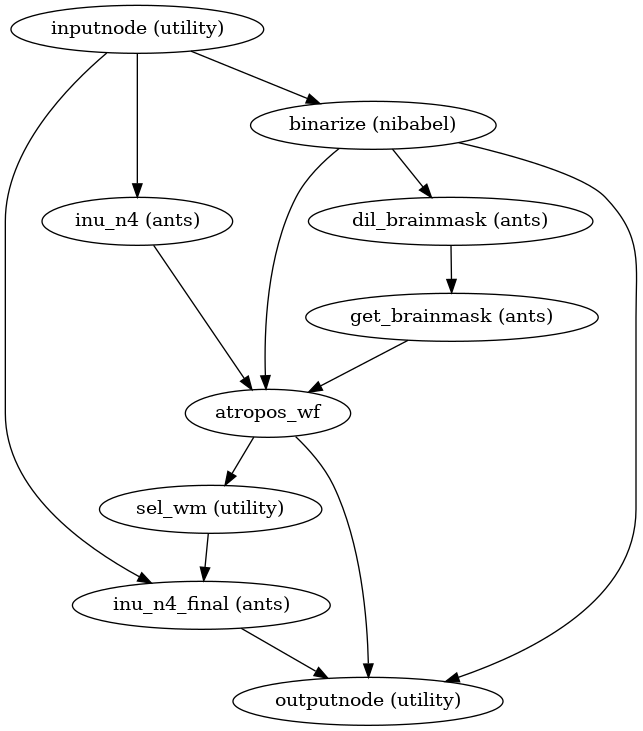 inputnode (utility)
binarize (nibabel)
inu_n4 (ants)
dil_brainmask (ants)
get_brainmask (ants)
atropos_wf
sel_wm (utility)
inu_n4_final (ants)
outputnode (utility)